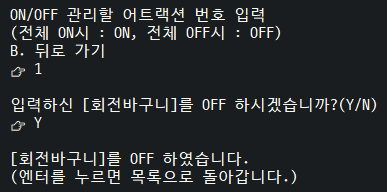 ON/OFF 관리할 어트랙션 번호 입력
(전체 ON시 : ON, 전체 OFF시 : OFF)
B. 뒤로 가기
👉 1
입력하신 [회전바구니]를 OFF 하시겠습니까?(Y/N)
👉 Y
[회전바구니]를 OFF 하였습니다.
(엔터를 누르면 목록으로 돌아갑니다.)